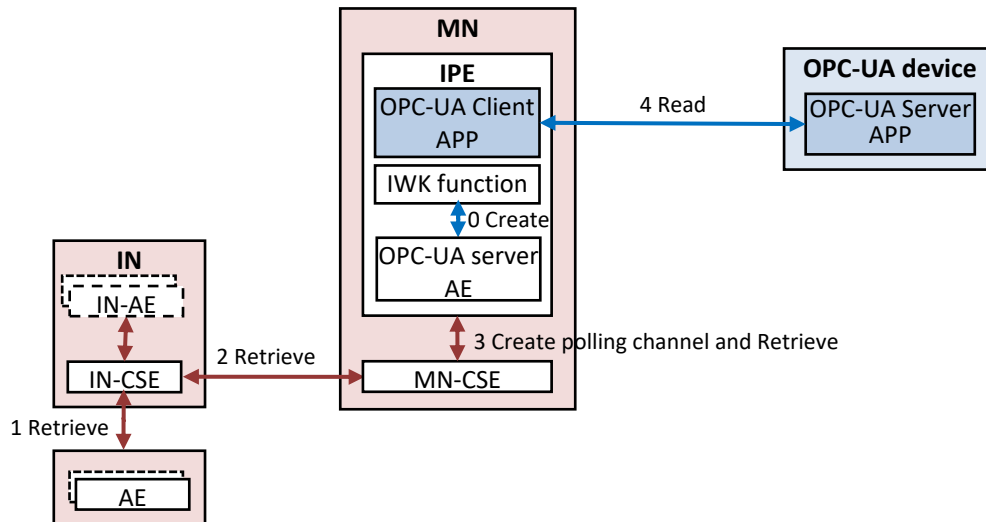 MN
IPE
OPC-UA Client
APP
IWK function
0 Create
OPC-UA server
AE
3 Create polling channel and Retrieve
MN-CSE
4 Read
OPC-UA device
OPC-UA Server
APP
IN
IN-AE
IN-CSE
2 Retrieve
1 Retrieve
AE